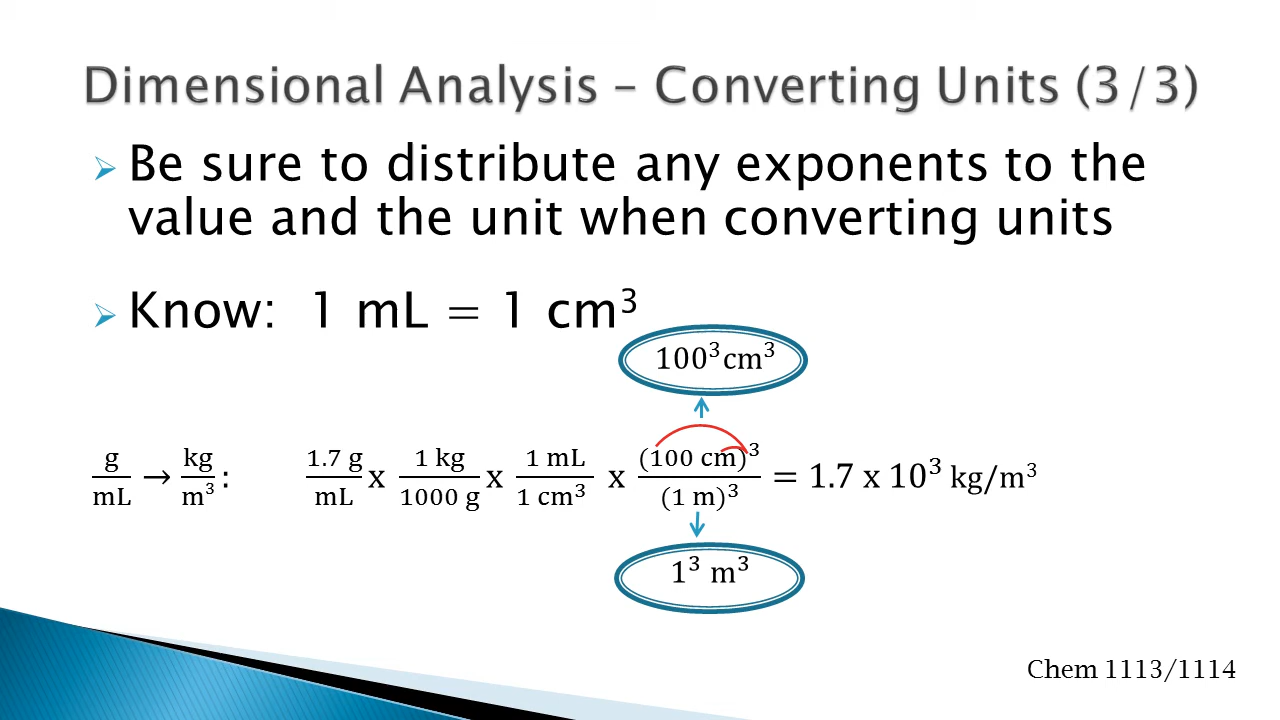 Dimensional Analysis – Converting Units (3/3)
Be sure to distribute any exponents to the
value and the unit when converting units
Know: 1 mL = 1 cm³
100³cm³
g/mL → kg/m³: 1.7 g/mL x 1 kg/1000 g x 1 mL/1 cm³ x (100 cm)³/(1 m)³ = 1.7 x 10³ kg/m³
1³ m³
Chem 1113/1114